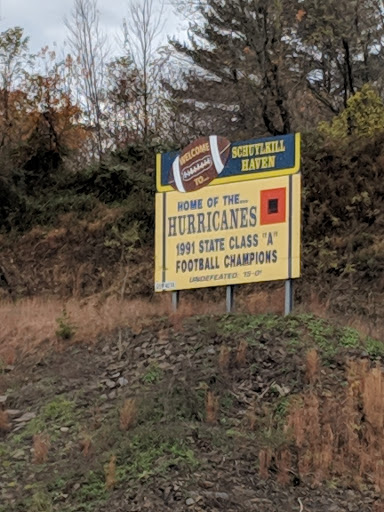 WELCOME
TO...
SCHUYLKILL
HAVEN
HOME OF THE...
HURRICANES
1991 STATE CLASS "A"
FOOTBALL CHAMPIONS
UNDEFEATED 15-0!